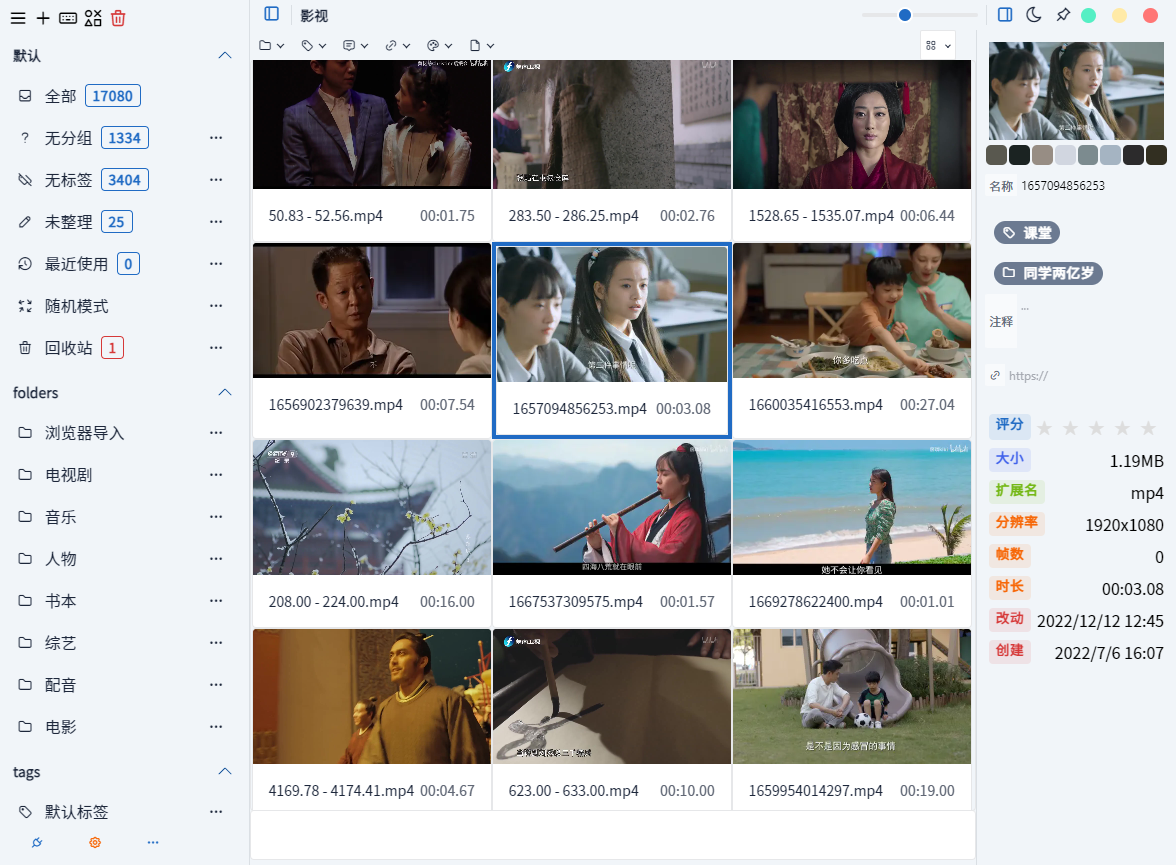 影视
默认
全部 17080
无分组 1334
无标签 3404
未整理 25
最近使用 0
随机模式
回收站 1
folders
浏览器导入
电视剧
音乐
人物
书本
综艺
配音
电影
tags
默认标签
50.83 - 52.56.mp4 00:01.75
283.50 - 286.25.mp4 00:02.76
1528.65 - 1535.07.mp4 00:06.44
不
第二件事情呢
你多吃点
1656902379639.mp4 00:07.54
1657094856253.mp4 00:03.08
1660035416553.mp4 00:27.04
四海八荒就在眼前
她不会让你看见
208.00 - 224.00.mp4 00:16.00
1667537309575.mp4 00:01.57
1669278622400.mp4 00:01.01
是不是因为感冒的事情
4169.78 - 4174.41.mp4 00:04.67
623.00 - 633.00.mp4 00:10.00
1659954014297.mp4 00:19.00
名称 1657094856253
课堂
同学两亿岁
注释 ...
https://
评分
大小 1.19MB
扩展名 mp4
分辨率 1920x1080
帧数 0
时长 00:03.08
改动 2022/12/12 12:45
创建 2022/7/6 16:07